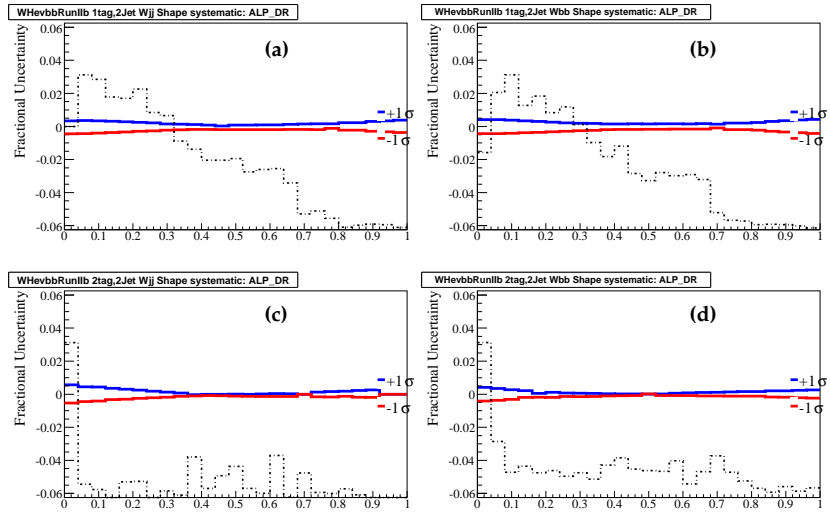 WHevbbRunIIb 1tag,2Jet Wjj Shape systematic: ALP_DR
(a)
Fractional Uncertainty
0.06
0.04
0.02
0
-0.02
-0.04
-0.06
+1σ
-1σ
0 0.1 0.2 0.3 0.4 0.5 0.6 0.7 0.8 0.9 1
WHevbbRunIIb 1tag,2Jet Wbb Shape systematic: ALP_DR
(b)
Fractional Uncertainty
0.06
0.04
0.02
0
-0.02
-0.04
-0.06
+1σ
-1σ
0 0.1 0.2 0.3 0.4 0.5 0.6 0.7 0.8 0.9 1
WHevbbRunIIb 2tag,2Jet Wjj Shape systematic: ALP_DR
(c)
Fractional Uncertainty
0.06
0.04
0.02
0
-0.02
-0.04
-0.06
+1σ
-1σ
0 0.1 0.2 0.3 0.4 0.5 0.6 0.7 0.8 0.9 1
WHevbbRunIIb 2tag,2Jet Wbb Shape systematic: ALP_DR
(d)
Fractional Uncertainty
0.06
0.04
0.02
0
-0.02
-0.04
-0.06
+1σ
-1σ
0 0.1 0.2 0.3 0.4 0.5 0.6 0.7 0.8 0.9 1